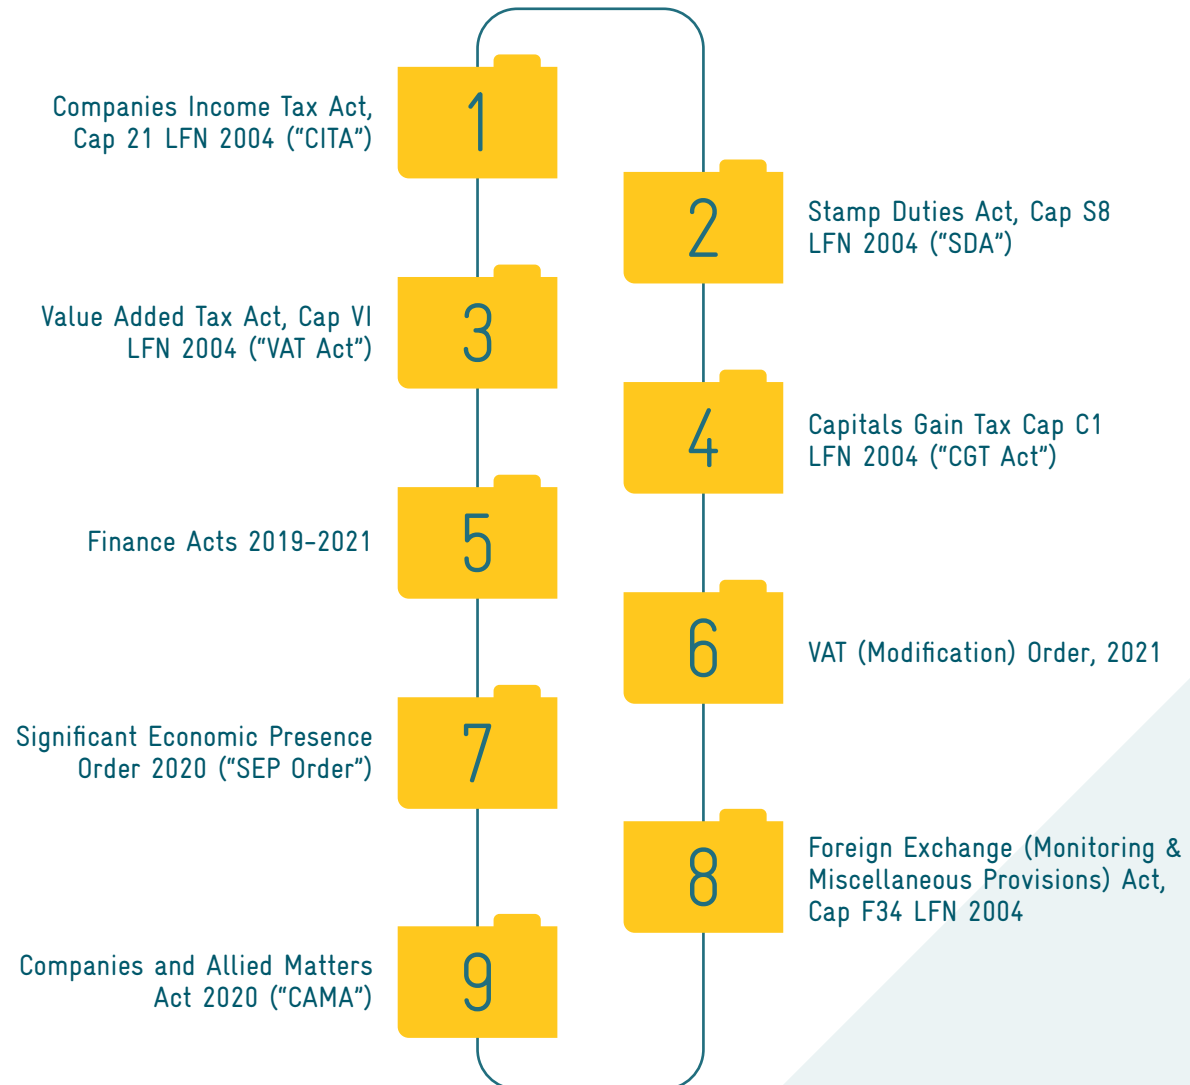 1
Companies Income Tax Act,
Cap 21 LFN 2004 (“CITA”)
2
Stamp Duties Act, Cap S8
LFN 2004 (“SDA”)
3
Value Added Tax Act, Cap VI
LFN 2004 (“VAT Act”)
4
Capitals Gain Tax Cap C1
LFN 2004 (“CGT Act”)
5
Finance Acts 2019-2021
6
VAT (Modification) Order, 2021
7
Significant Economic Presence
Order 2020 (“SEP Order”)
8
Foreign Exchange (Monitoring &
Miscellaneous Provisions) Act,
Cap F34 LFN 2004
9
Companies and Allied Matters
Act 2020 (“CAMA”)